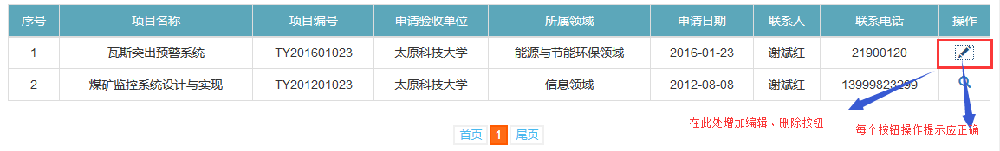 序号 项目名称 项目编号 申请验收单位 所属领域 申请日期 联系人 联系电话 操作
1 瓦斯突出预警系统 TY201601023 太原科技大学 能源与节能环保领域 2016-01-23 谢斌红 21900120
2 煤矿监控系统设计与实现 TY201201023 太原科技大学 信息领域 2012-08-08 谢斌红 13999823299
在此处增加编辑、删除按钮
每个按钮操作提示应正确
首页 1 尾页